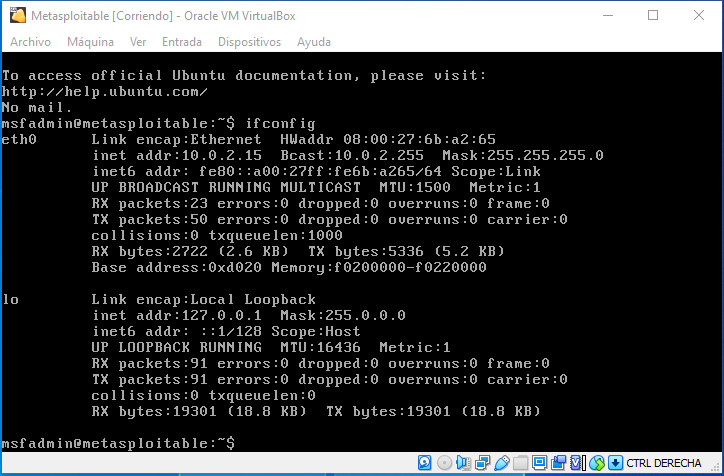 Metasploitable [Corriendo] - Oracle VM VirtualBox
Archivo Máquina Ver Entrada Dispositivos Ayuda
To access official Ubuntu documentation, please visit:
http://help.ubuntu.com/
No mail.
msfadmin@metasploitable:~$ ifconfig
eth0 Link encap:Ethernet HWaddr 08:00:27:6b:a2:65
inet addr:10.0.2.15 Bcast:10.0.2.255 Mask:255.255.255.0
inet6 addr: fe80::a00:27ff:fe6b:a265/64 Scope:Link
UP BROADCAST RUNNING MULTICAST MTU:1500 Metric:1
RX packets:23 errors:0 dropped:0 overruns:0 frame:0
TX packets:50 errors:0 dropped:0 overruns:0 carrier:0
collisions:0 txqueuelen:1000
RX bytes:2722 (2.6 KB) TX bytes:5336 (5.2 KB)
Base address:0xd020 Memory:f0200000-f0220000
lo Link encap:Local Loopback
inet addr:127.0.0.1 Mask:255.0.0.0
inet6 addr: ::1/128 Scope:Host
UP LOOPBACK RUNNING MTU:16436 Metric:1
RX packets:91 errors:0 dropped:0 overruns:0 frame:0
TX packets:91 errors:0 dropped:0 overruns:0 carrier:0
collisions:0 txqueuelen:0
RX bytes:19301 (18.8 KB) TX bytes:19301 (18.8 KB)
msfadmin@metasploitable:~$
CTRL DERECHA